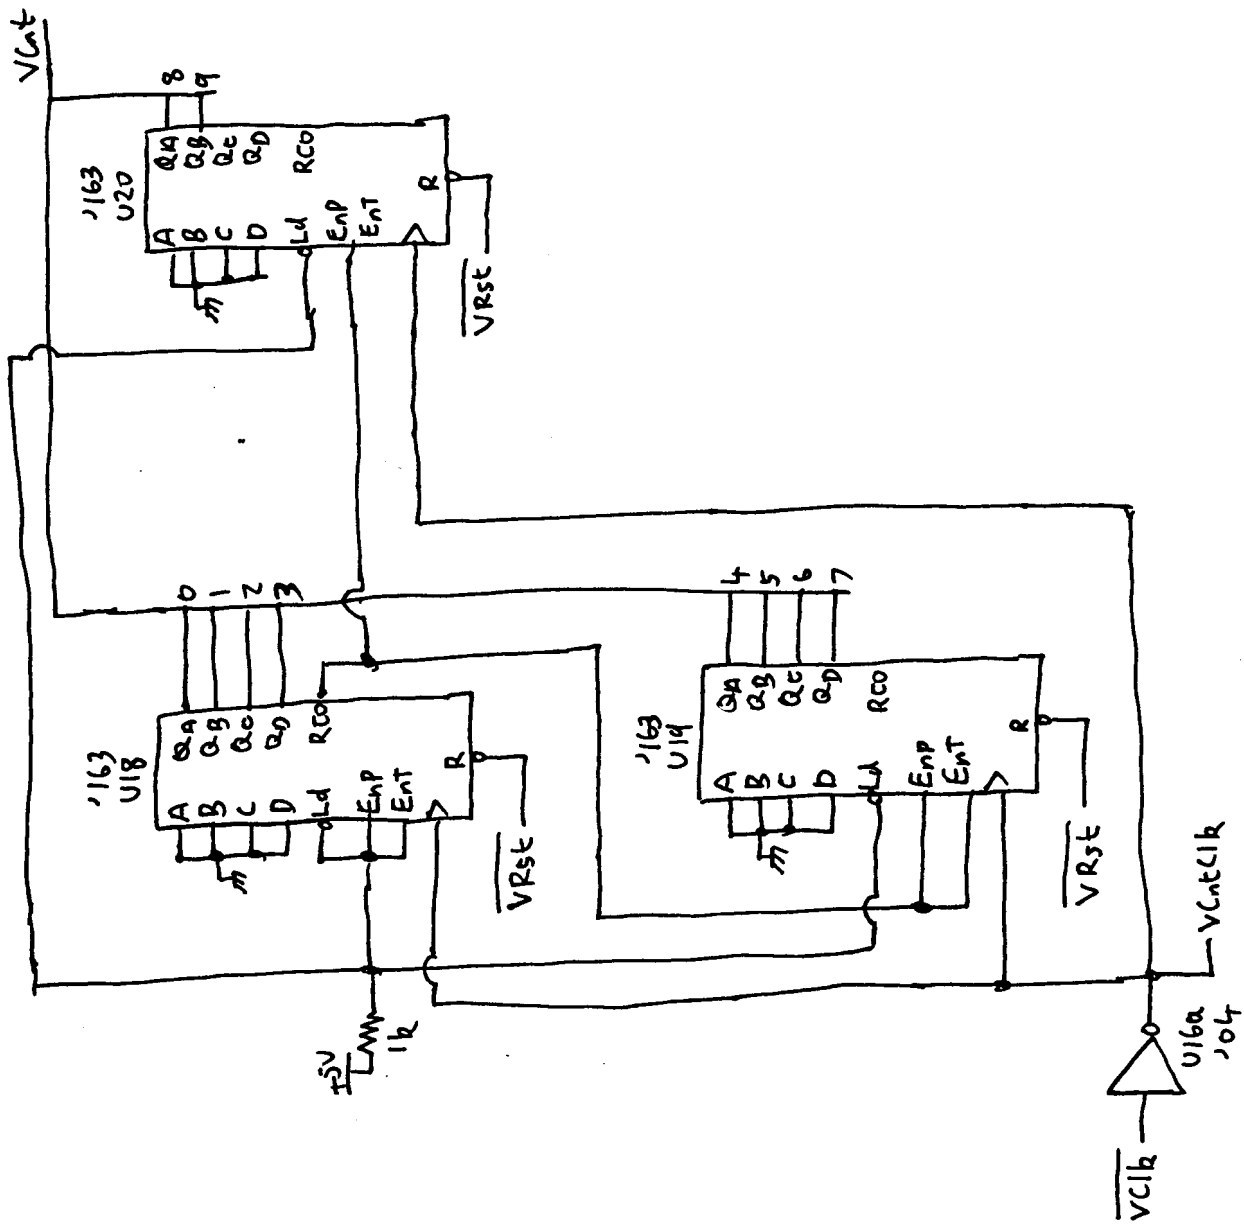 VCnt
8
9
'163
U20
A
B
C
D
Ld
EnP
EnT
QA
QB
QC
QD
RCO
R
VRst
0
1
2
3
'163
U18
A
B
C
D
Ld
EnP
EnT
QA
QB
QC
QD
RCO
R
VRst
4
5
6
7
'163
U19
A
B
C
D
Ld
EnP
EnT
QA
QB
QC
QD
RCO
R
VRst
+5V
1k
VCntClk
U16a
'04
VClk